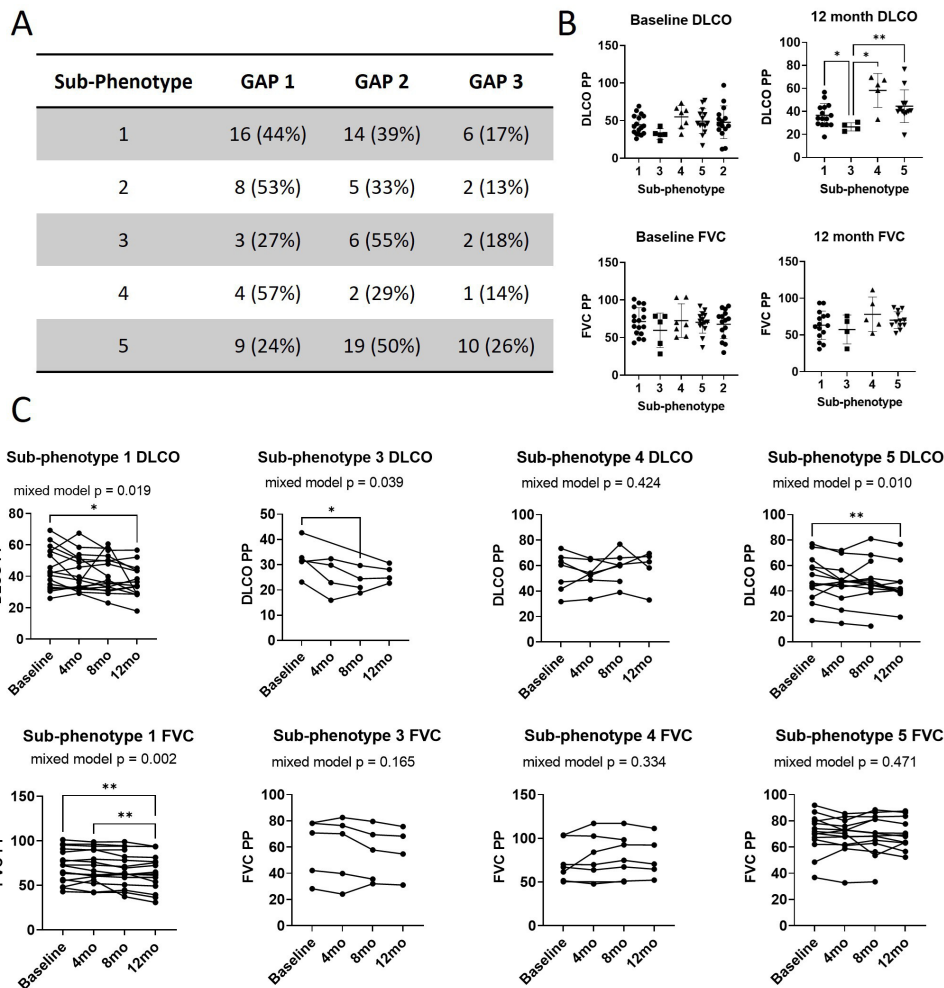 A
Sub-Phenotype GAP 1 GAP 2 GAP 3
1 16 (44%) 14 (39%) 6 (17%)
2 8 (53%) 5 (33%) 2 (13%)
3 3 (27%) 6 (55%) 2 (18%)
4 4 (57%) 2 (29%) 1 (14%)
5 9 (24%) 19 (50%) 10 (26%)
B
Baseline DLCO
DLCO PP
150
100
50
0
1 3 4 5 2
Sub-phenotype
12 month DLCO
DLCO PP
100
80
60
40
20
0
* * **
1 3 4 5
Sub-phenotype
Baseline FVC
FVC PP
150
100
50
0
1 3 4 5 2
Sub-phenotype
12 month FVC
FVC PP
150
100
50
0
1 3 4 5
Sub-phenotype
C
Sub-phenotype 1 DLCO
mixed model p = 0.019
*
80
60
40
20
0
Baseline 4mo 8mo 12mo
Sub-phenotype 3 DLCO
mixed model p = 0.039
*
DLCO PP
50
40
30
20
10
0
Baseline 4mo 8mo 12mo
Sub-phenotype 4 DLCO
mixed model p = 0.424
DLCO PP
100
80
60
40
20
0
Baseline 4mo 8mo 12mo
Sub-phenotype 5 DLCO
mixed model p = 0.010
**
DLCO PP
100
80
60
40
20
0
Baseline 4mo 8mo 12mo
Sub-phenotype 1 FVC
mixed model p = 0.002
**
**
150
100
50
0
Baseline 4mo 8mo 12mo
Sub-phenotype 3 FVC
mixed model p = 0.165
FVC PP
100
80
60
40
20
0
Baseline 4mo 8mo 12mo
Sub-phenotype 4 FVC
mixed model p = 0.334
FVC PP
150
100
50
0
Baseline 4mo 8mo 12mo
Sub-phenotype 5 FVC
mixed model p = 0.471
FVC PP
100
80
60
40
20
0
Baseline 4mo 8mo 12mo